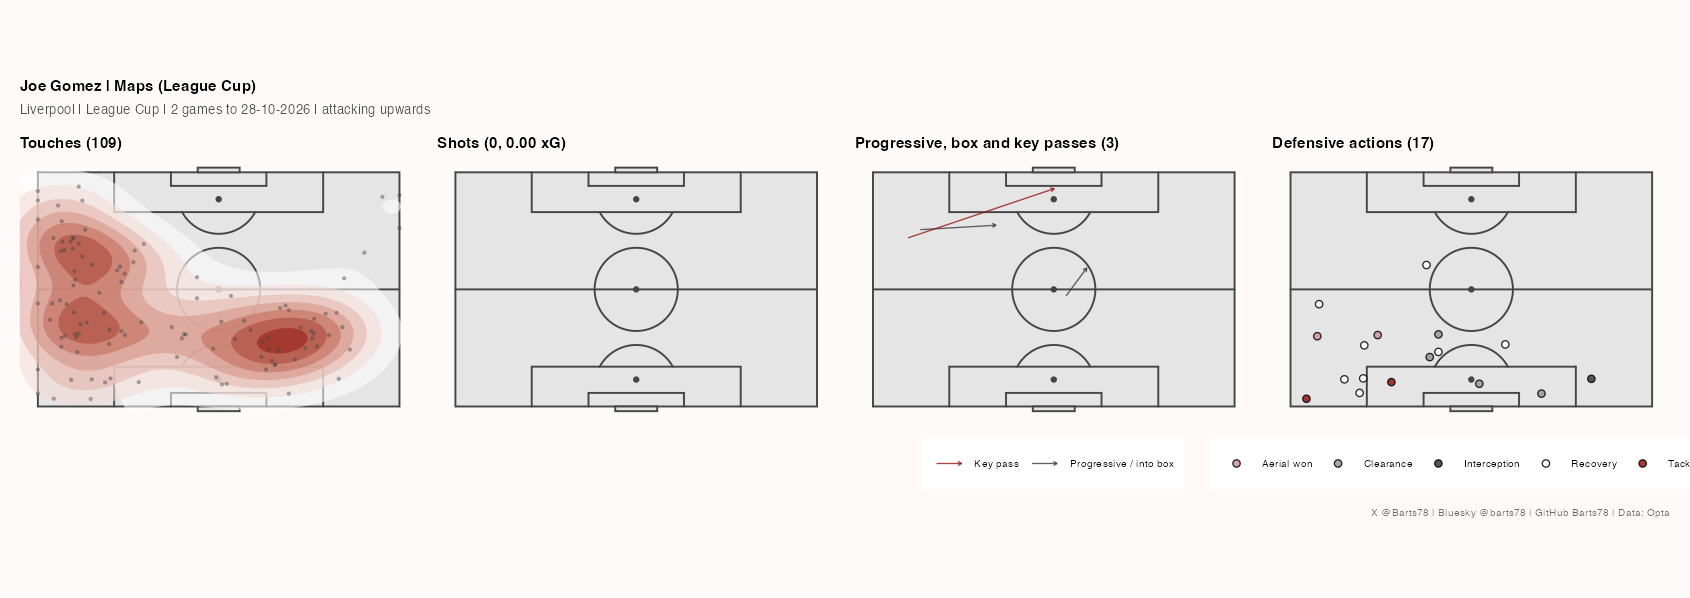 Joe Gomez | Maps (League Cup)
Liverpool | League Cup | 2 games to 28-10-2026 | attacking upwards
Touches (109)
Shots (0, 0.00 xG)
Progressive, box and key passes (3)
Defensive actions (17)
Key pass
Progressive / into box
Aerial won
Clearance
Interception
Recovery
Tack
X @Barts78 | Bluesky @barts78 | GitHub Barts78 | Data: Opta